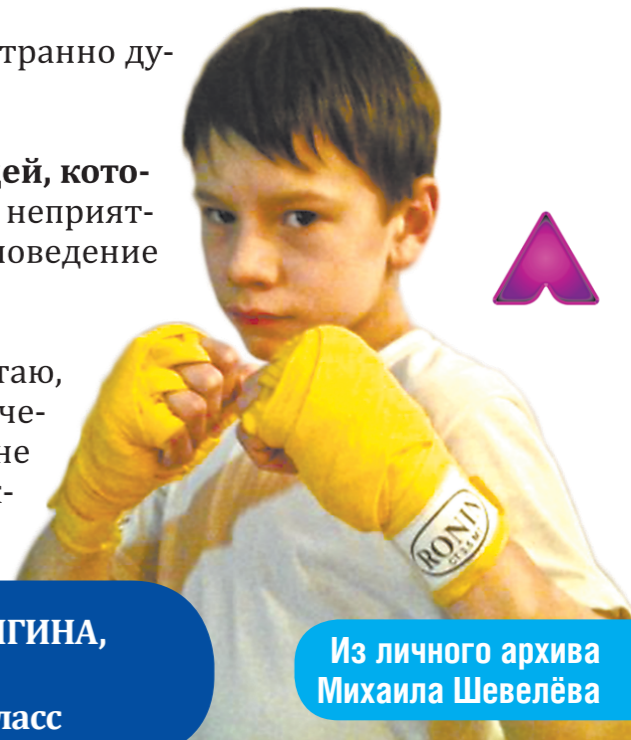 транно ду-
дей, кото-
неприят-
поведение
таю,
че-
не
-
RONIN
ГИНА,
ласс
Из личного архива
Михаила Шевелёва